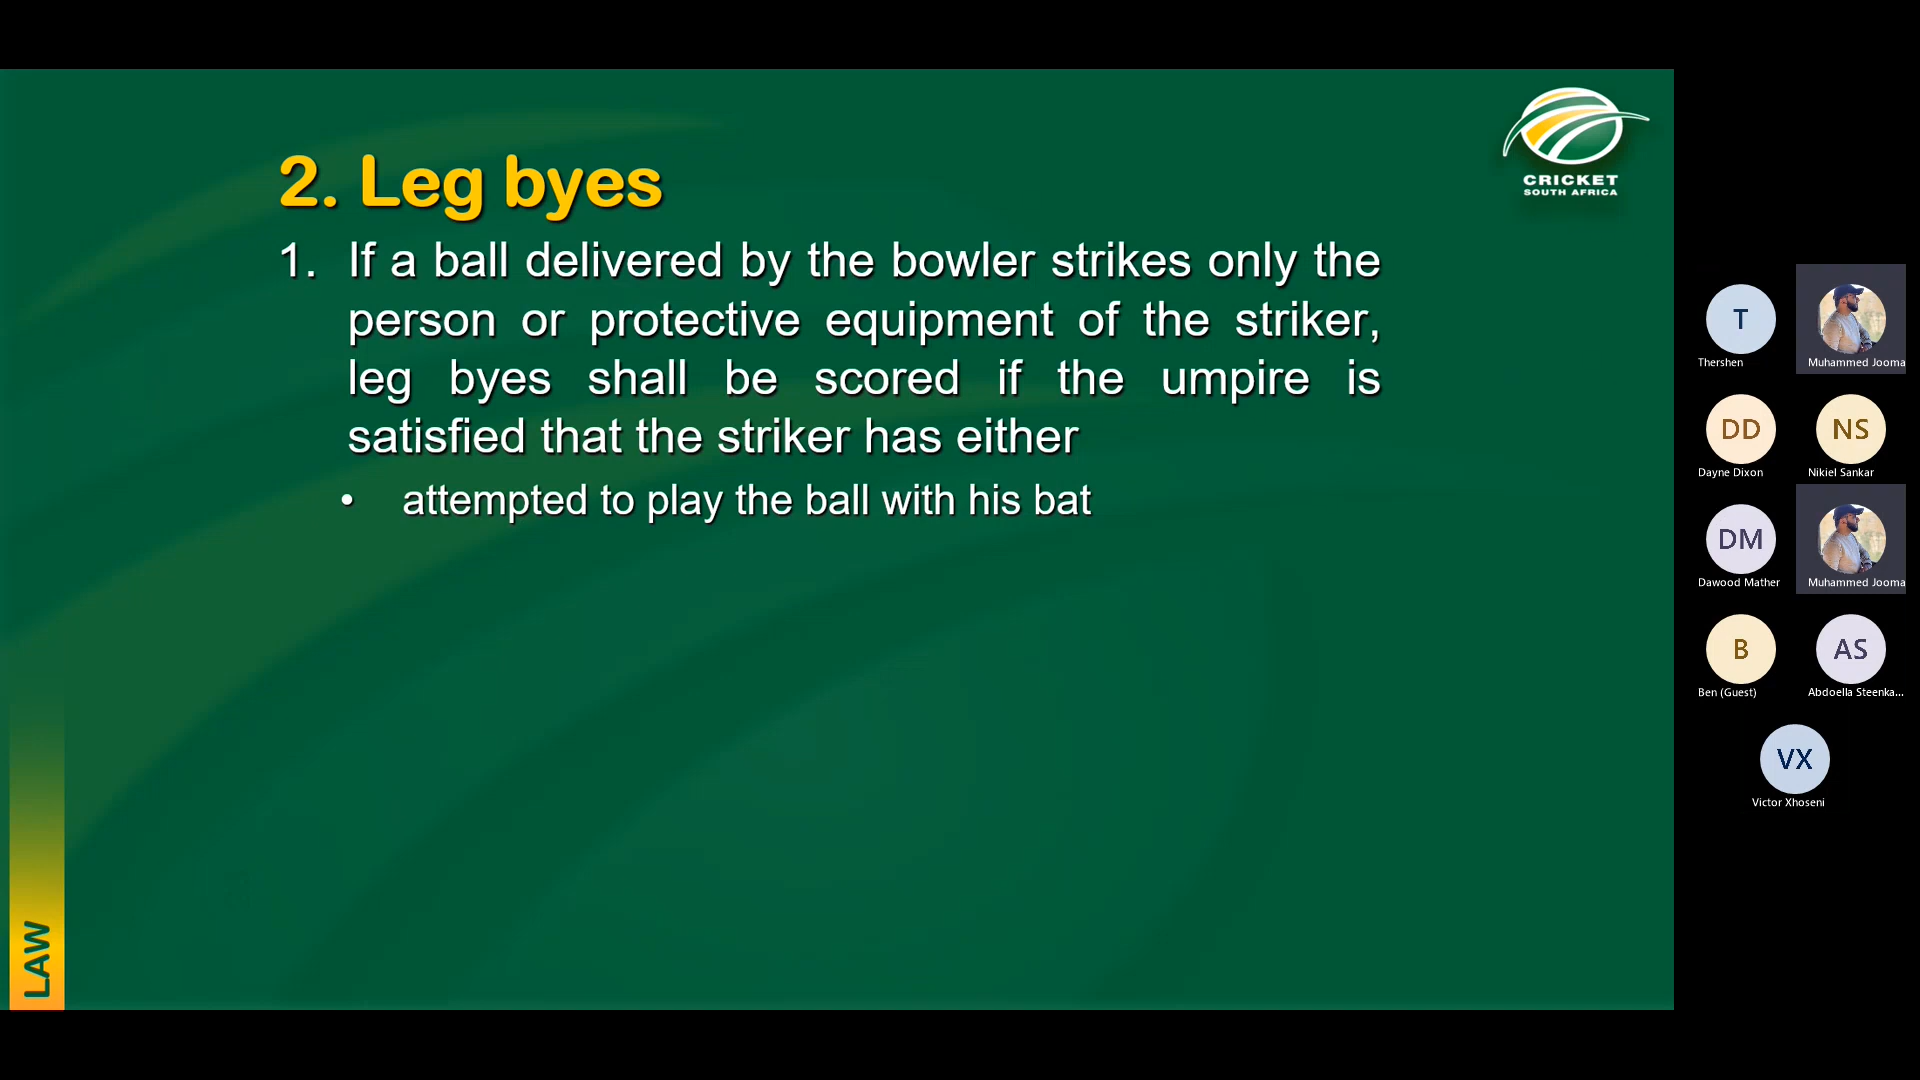 CRICKET
SOUTH AFRICA
2. Leg byes
1. If a ball delivered by the bowler strikes only the
person or protective equipment of the striker,
leg byes shall be scored if the umpire is
satisfied that the striker has either
• attempted to play the ball with his bat
LAW
T
Thershen
Muhammed Jooma
DD
Dayne Dixon
NS
Nikiel Sankar
DM
Dawood Mather
Muhammed Jooma
B
Ben (Guest)
AS
Abdoella Steenka...
VX
Victor Xhoseni